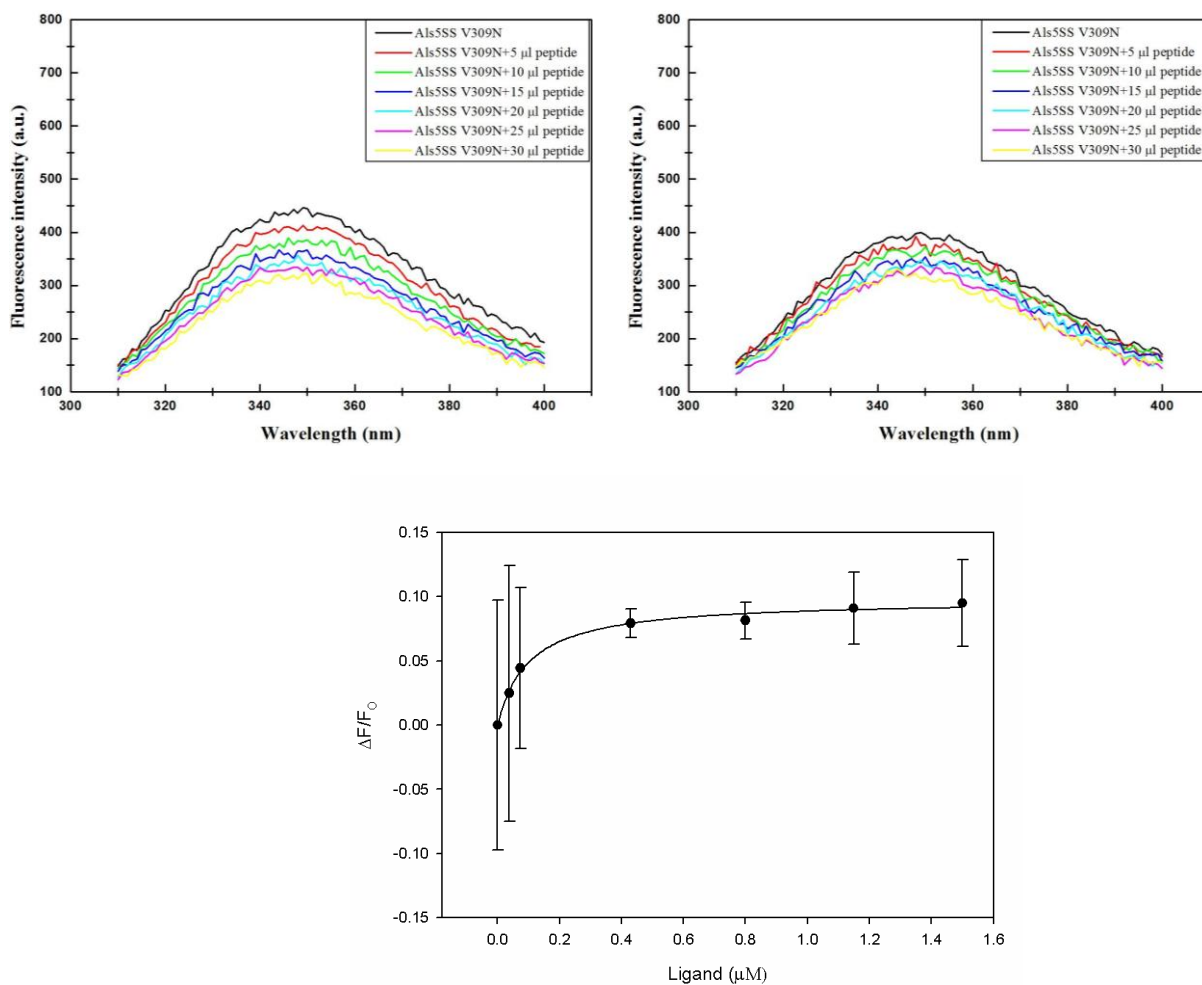 800
700
600
500
400
300
200
100
300
320
340
360
380
400
Fluorescence intensity (a.u.)
Wavelength (nm)
Als5SS V309N
Als5SS V309N+5 µl peptide
Als5SS V309N+10 µl peptide
Als5SS V309N+15 µl peptide
Als5SS V309N+20 µl peptide
Als5SS V309N+25 µl peptide
Als5SS V309N+30 µl peptide
800
700
600
500
400
300
200
100
300
320
340
360
380
400
Fluorescence intensity (a.u.)
Wavelength (nm)
Als5SS V309N
Als5SS V309N+5 µl peptide
Als5SS V309N+10 µl peptide
Als5SS V309N+15 µl peptide
Als5SS V309N+20 µl peptide
Als5SS V309N+25 µl peptide
Als5SS V309N+30 µl peptide
0.15
0.10
0.05
0.00
-0.05
-0.10
-0.15
ΔF/FO
0.0
0.2
0.4
0.6
0.8
1.0
1.2
1.4
1.6
Ligand (µM)